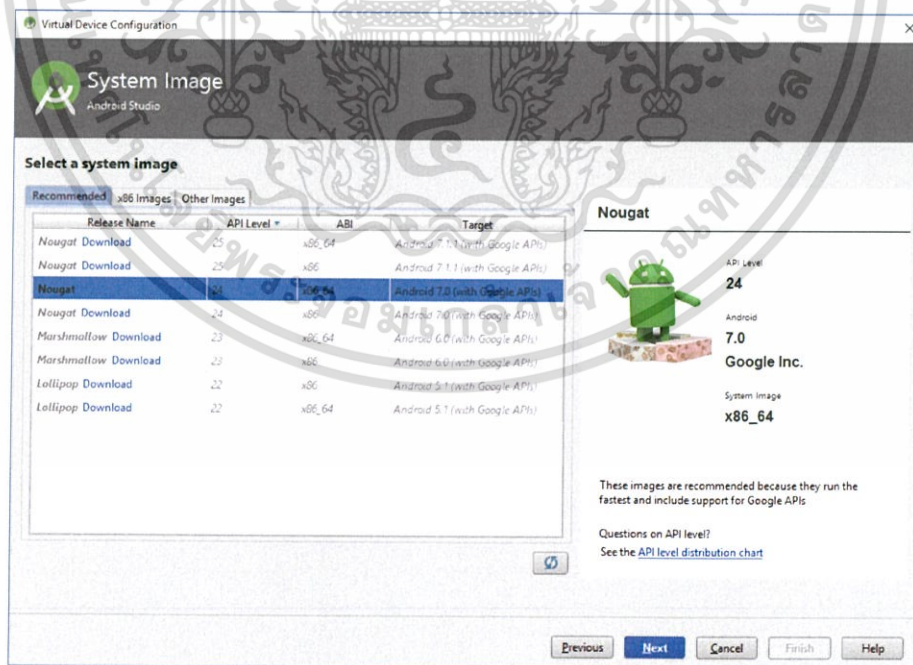 Virtual Device Configuration
System Image
Android Studio
Select a system image
Recommended x86 Images Other Images
Release Name API Level ABI Target
Nougat Download 25 x86_64 Android 7.1.1 (with Google APIs)
Nougat Download 25 x86 Android 7.1.1 (with Google APIs)
Nougat 24 x86_64 Android 7.0 (with Google APIs)
Nougat Download 24 x86 Android 7.0 (with Google APIs)
Marshmallow Download 23 x86_64 Android 6.0 (with Google APIs)
Marshmallow Download 23 x86 Android 6.0 (with Google APIs)
Lollipop Download 22 x86 Android 5.1 (with Google APIs)
Lollipop Download 22 x86_64 Android 5.1 (with Google APIs)
Nougat
API Level
24
Android
7.0
Google Inc.
System Image
x86_64
These images are recommended because they run the
fastest and include support for Google APIs
Questions on API level?
See the API level distribution chart
Previous Next Cancel Finish Help